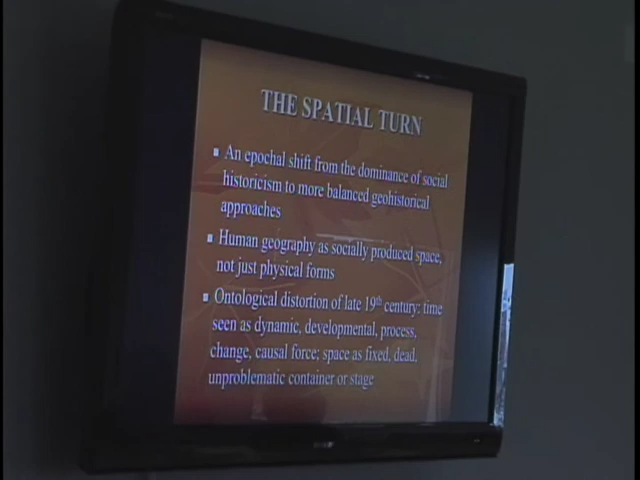 THE SPATIAL TURN
An epochal shift from the dominance of social
historicism to more balanced geohistorical
approaches
Human geography as socially produced space,
not just physical forms
Ontological distortion of late 19th century: time
seen as dynamic, developmental, process,
change, causal force; space as fixed, dead,
unproblematic container or stage